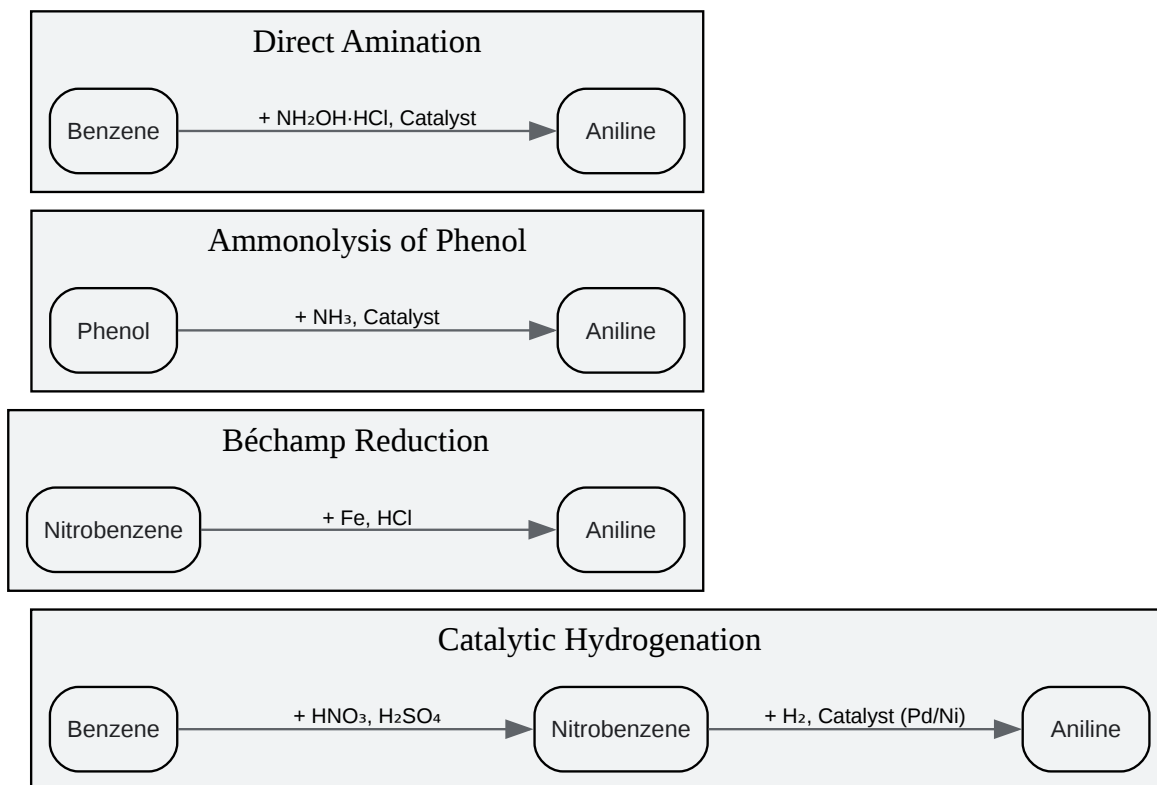 Direct Amination
Benzene
+ NH₂OH·HCl, Catalyst
Aniline
Ammonolysis of Phenol
Phenol
+ NH₃, Catalyst
Aniline
Béchamp Reduction
Nitrobenzene
+ Fe, HCl
Aniline
Catalytic Hydrogenation
Benzene
+ HNO₃, H₂SO₄
Nitrobenzene
+ H₂, Catalyst (Pd/Ni)
Aniline